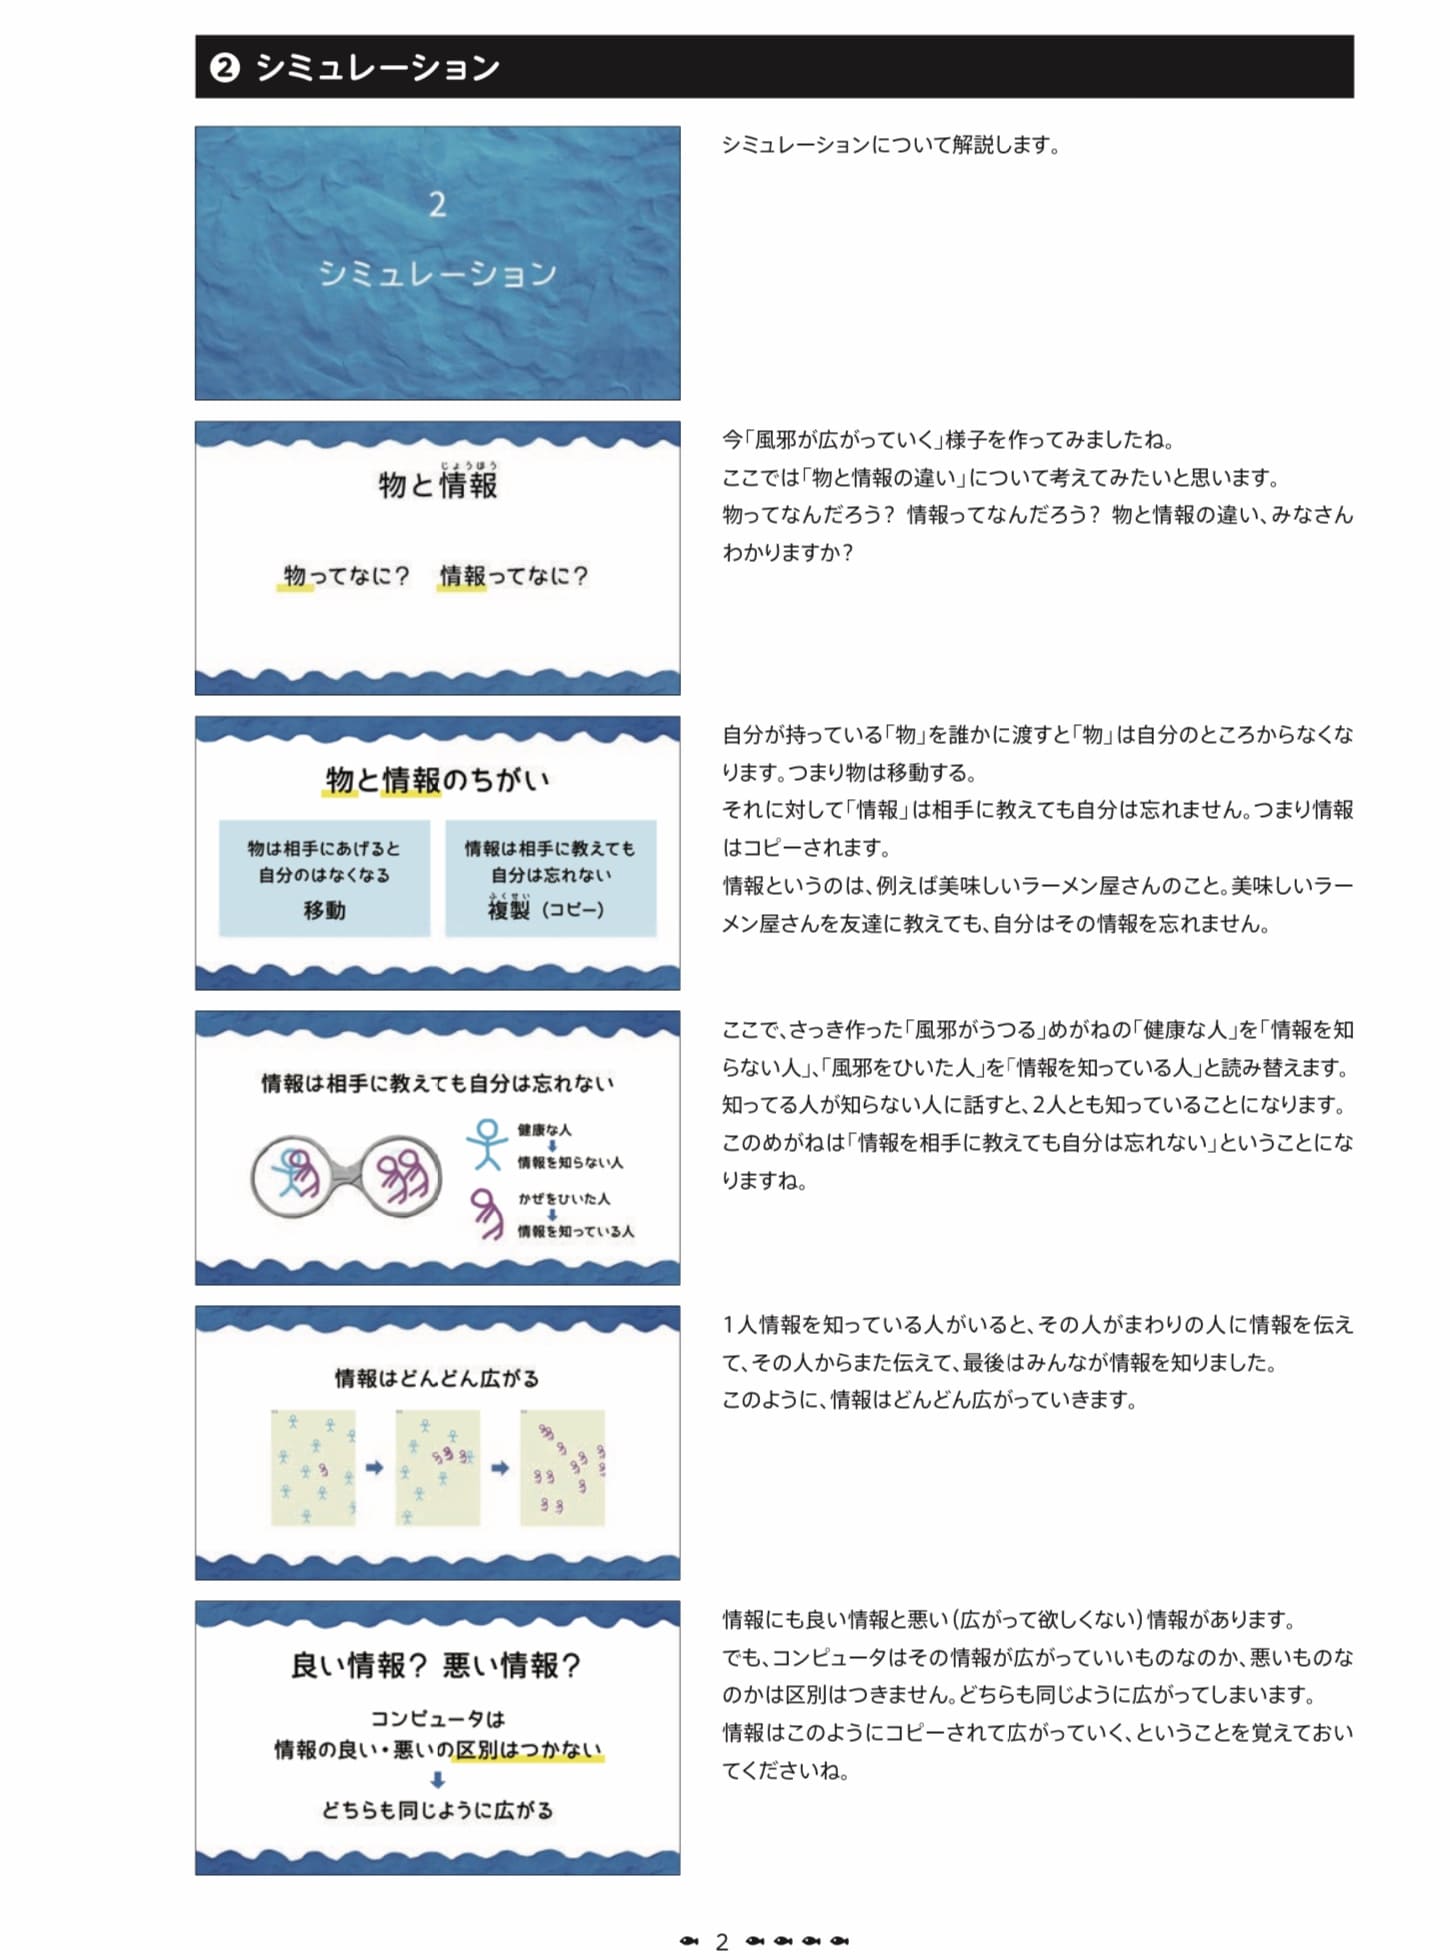 ❷ シミュレーション
2
シミュレーション
シミュレーションについて解説します。
じょうほう
物と情報
物ってなに？ 情報ってなに？
今「風邪が広がっていく」様子を作ってみましたね。
ここでは「物と情報の違い」について考えてみたいと思います。
物ってなんだろう？ 情報ってなんだろう？ 物と情報の違い、みなさん
わかりますか？
物と情報のちがい
物は相手にあげると
自分のはなくなる
移動
情報は相手に教えても
自分は忘れない
ふくせい
複製（コピー）
自分が持っている「物」を誰かに渡すと「物」は自分のところからなくな
ります。つまり物は移動する。
それに対して「情報」は相手に教えても自分は忘れません。つまり情報
はコピーされます。
情報というのは、例えば美味しいラーメン屋さんのこと。美味しいラー
メン屋さんを友達に教えても、自分はその情報を忘れません。
情報は相手に教えても自分は忘れない
健康な人
情報を知らない人
かぜをひいた人
情報を知っている人
ここで、さっき作った「風邪がうつる」めがねの「健康な人」を「情報を知
らない人」、「風邪をひいた人」を「情報を知っている人」と読み替えます。
知ってる人が知らない人に話すと、2人とも知っていることになります。
このめがねは「情報を相手に教えても自分は忘れない」ということにな
りますね。
情報はどんどん広がる
1人情報を知っている人がいると、その人がまわりの人に情報を伝え
て、その人からまた伝えて、最後はみんなが情報を知りました。
このように、情報はどんどん広がっていきます。
良い情報？ 悪い情報？
コンピュータは
情報の良い・悪いの区別はつかない
どちらも同じように広がる
情報にも良い情報と悪い（広がって欲しくない）情報があります。
でも、コンピュータはその情報が広がっていいものなのか、悪いものな
のかは区別はつきません。どちらも同じように広がってしまいます。
情報はこのようにコピーされて広がっていく、ということを覚えておい
てくださいね。
2